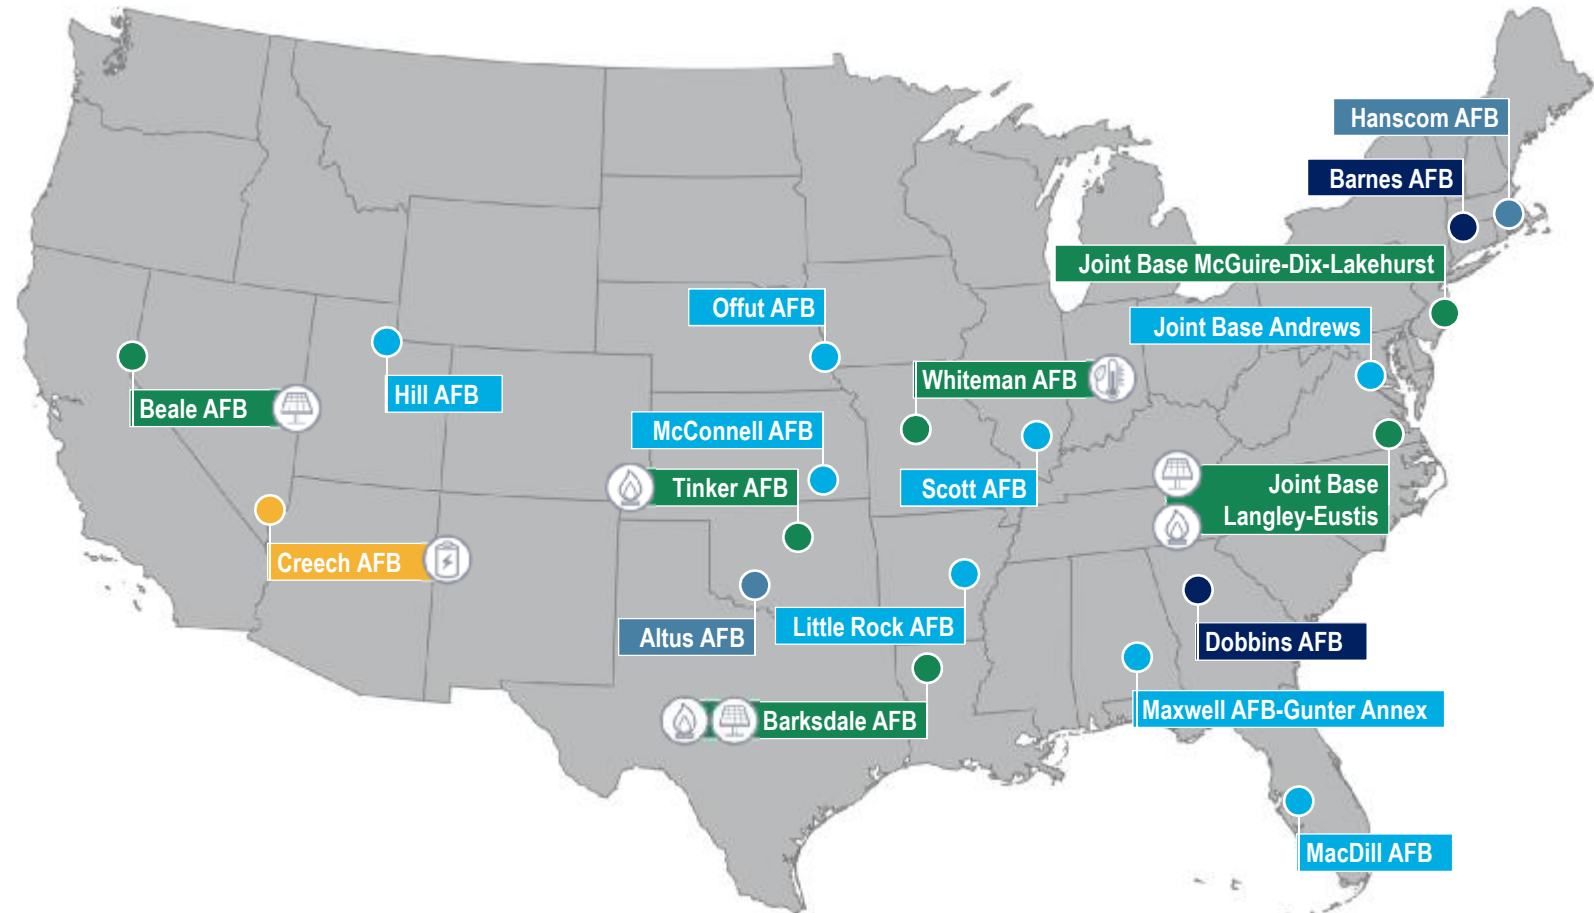 Hanscom AFB
Barnes AFB
Joint Base McGuire-Dix-Lakehurst
Offut AFB
Joint Base Andrews
Whiteman AFB
Hill AFB
Beale AFB
McConnell AFB
Tinker AFB
Scott AFB
Joint Base
Langley-Eustis
Creech AFB
Little Rock AFB
Altus AFB
Dobbins AFB
Maxwell AFB-Gunter Annex
Barksdale AFB
MacDill AFB